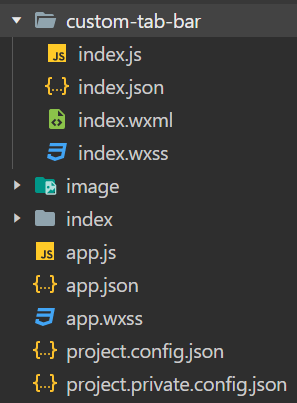 custom-tab-bar
JS index.js
{..} index.json
index.wxml
index.wxss
image
index
JS app.js
{..} app.json
app.wxss
{..} project.config.json
{..} project.private.config.json